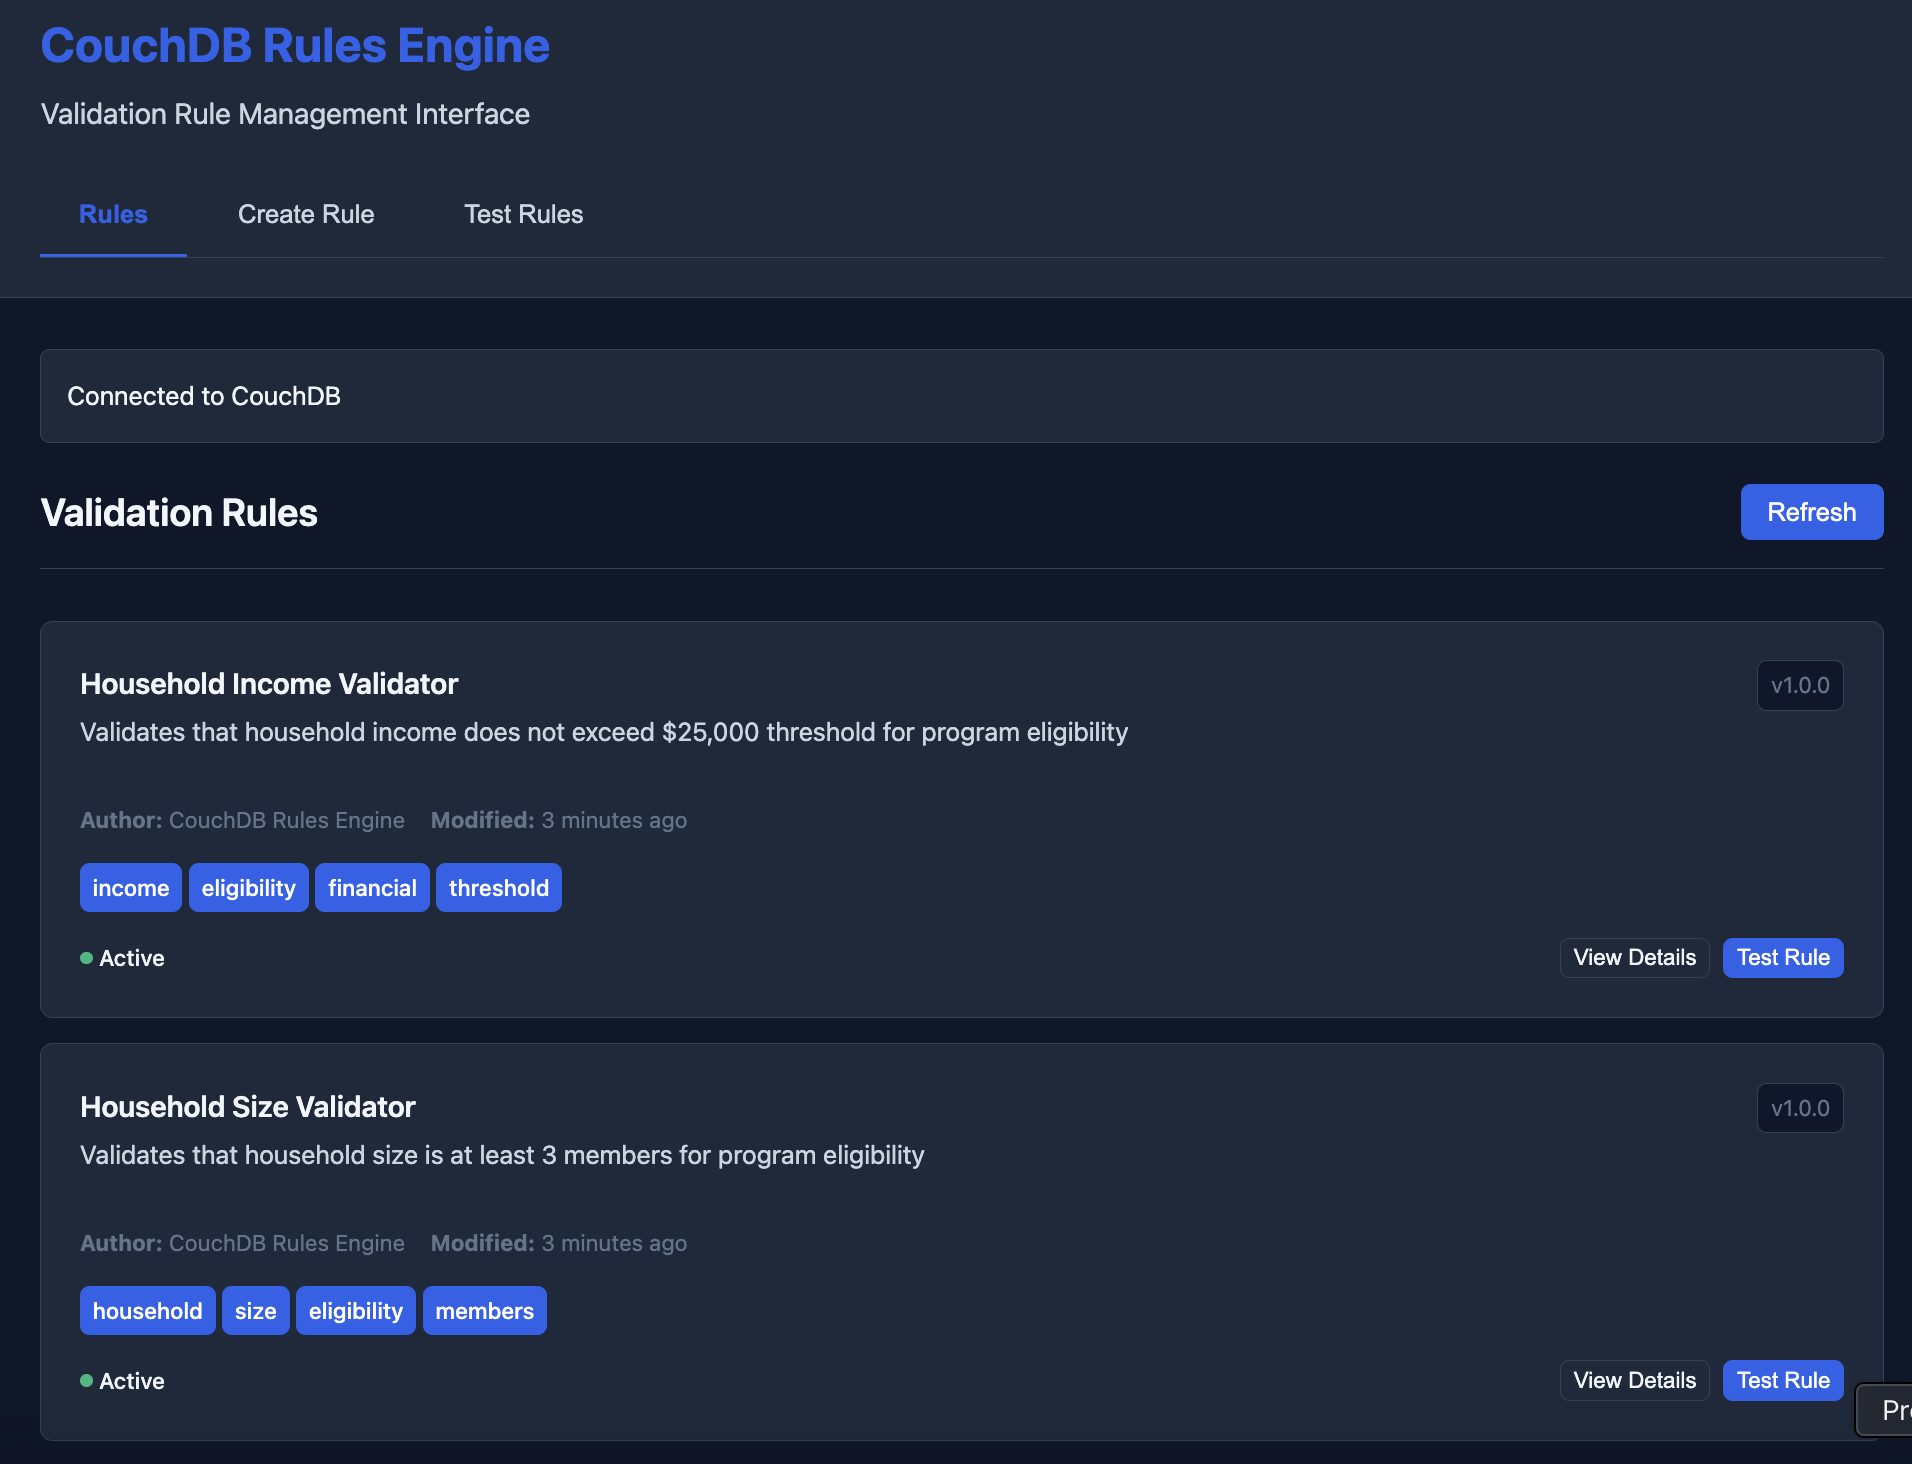 CouchDB Rules Engine
Validation Rule Management Interface
Rules Create Rule Test Rules
Connected to CouchDB
Validation Rules Refresh
Household Income Validator v1.0.0
Validates that household income does not exceed $25,000 threshold for program eligibility
Author: CouchDB Rules Engine Modified: 3 minutes ago
income eligibility financial threshold
Active View Details Test Rule
Household Size Validator v1.0.0
Validates that household size is at least 3 members for program eligibility
Author: CouchDB Rules Engine Modified: 3 minutes ago
household size eligibility members
Active View Details Test Rule